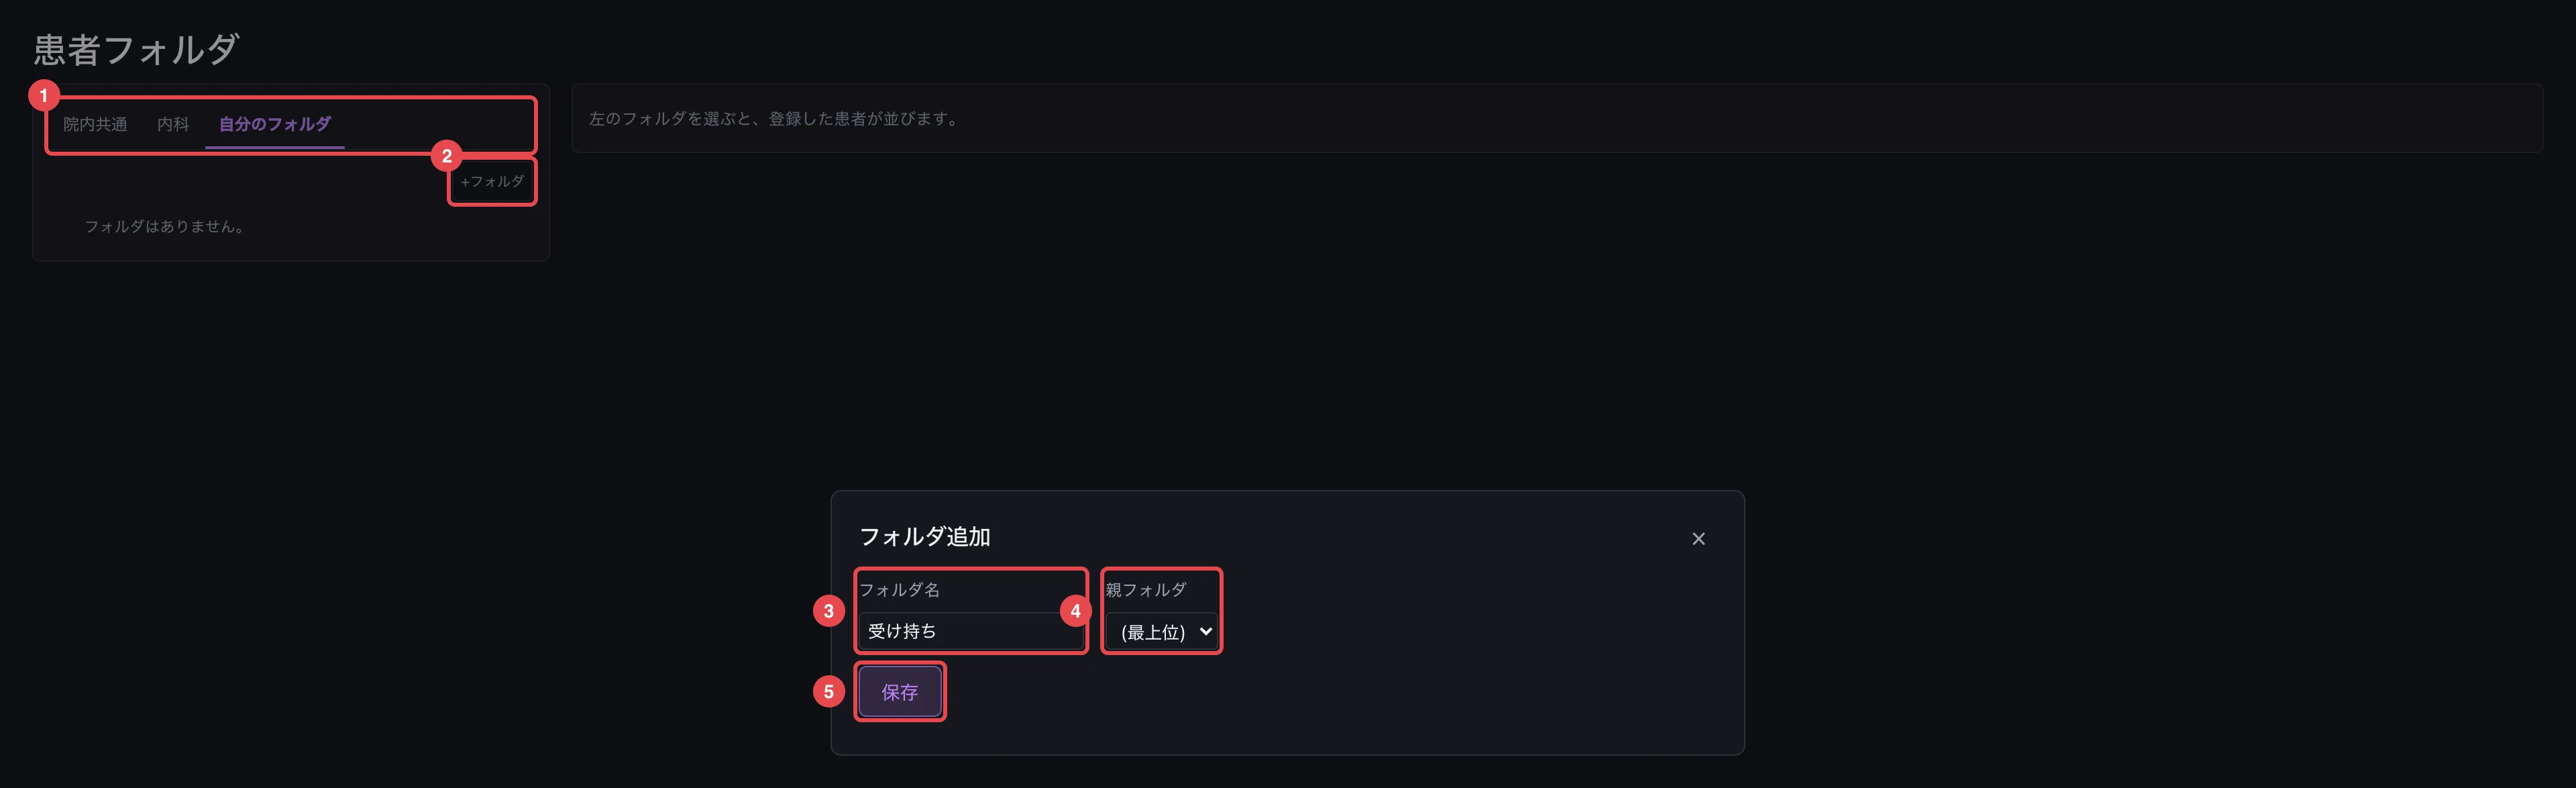 患者フォルダ
1
院内共通 内科 自分のフォルダ
左のフォルダを選ぶと、登録した患者が並びます。
2
+フォルダ
フォルダはありません。
フォルダ追加 ×
フォルダ名 親フォルダ
3 4
受け持ち (最上位)
5 保存